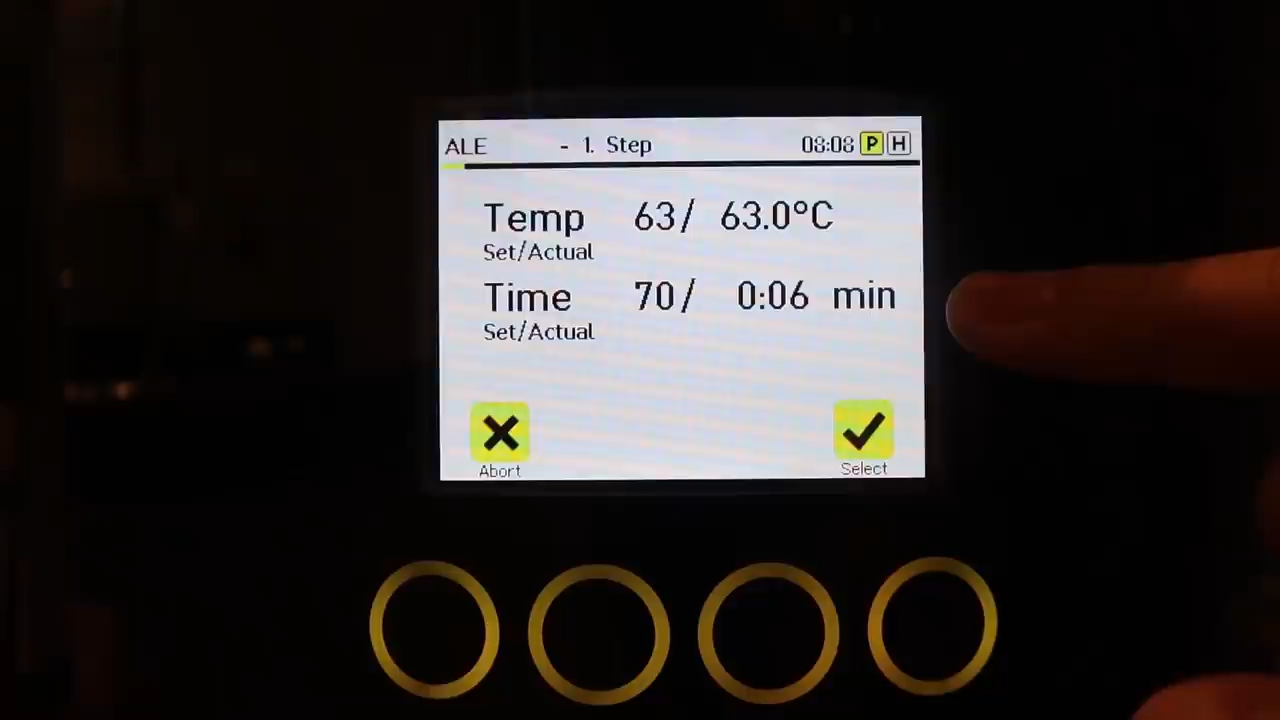 ALE - 1. Step 08:08 P H
Temp 63/ 63.0°C
Set/Actual
Time 70/ 0:06 min
Set/Actual
Abort Select